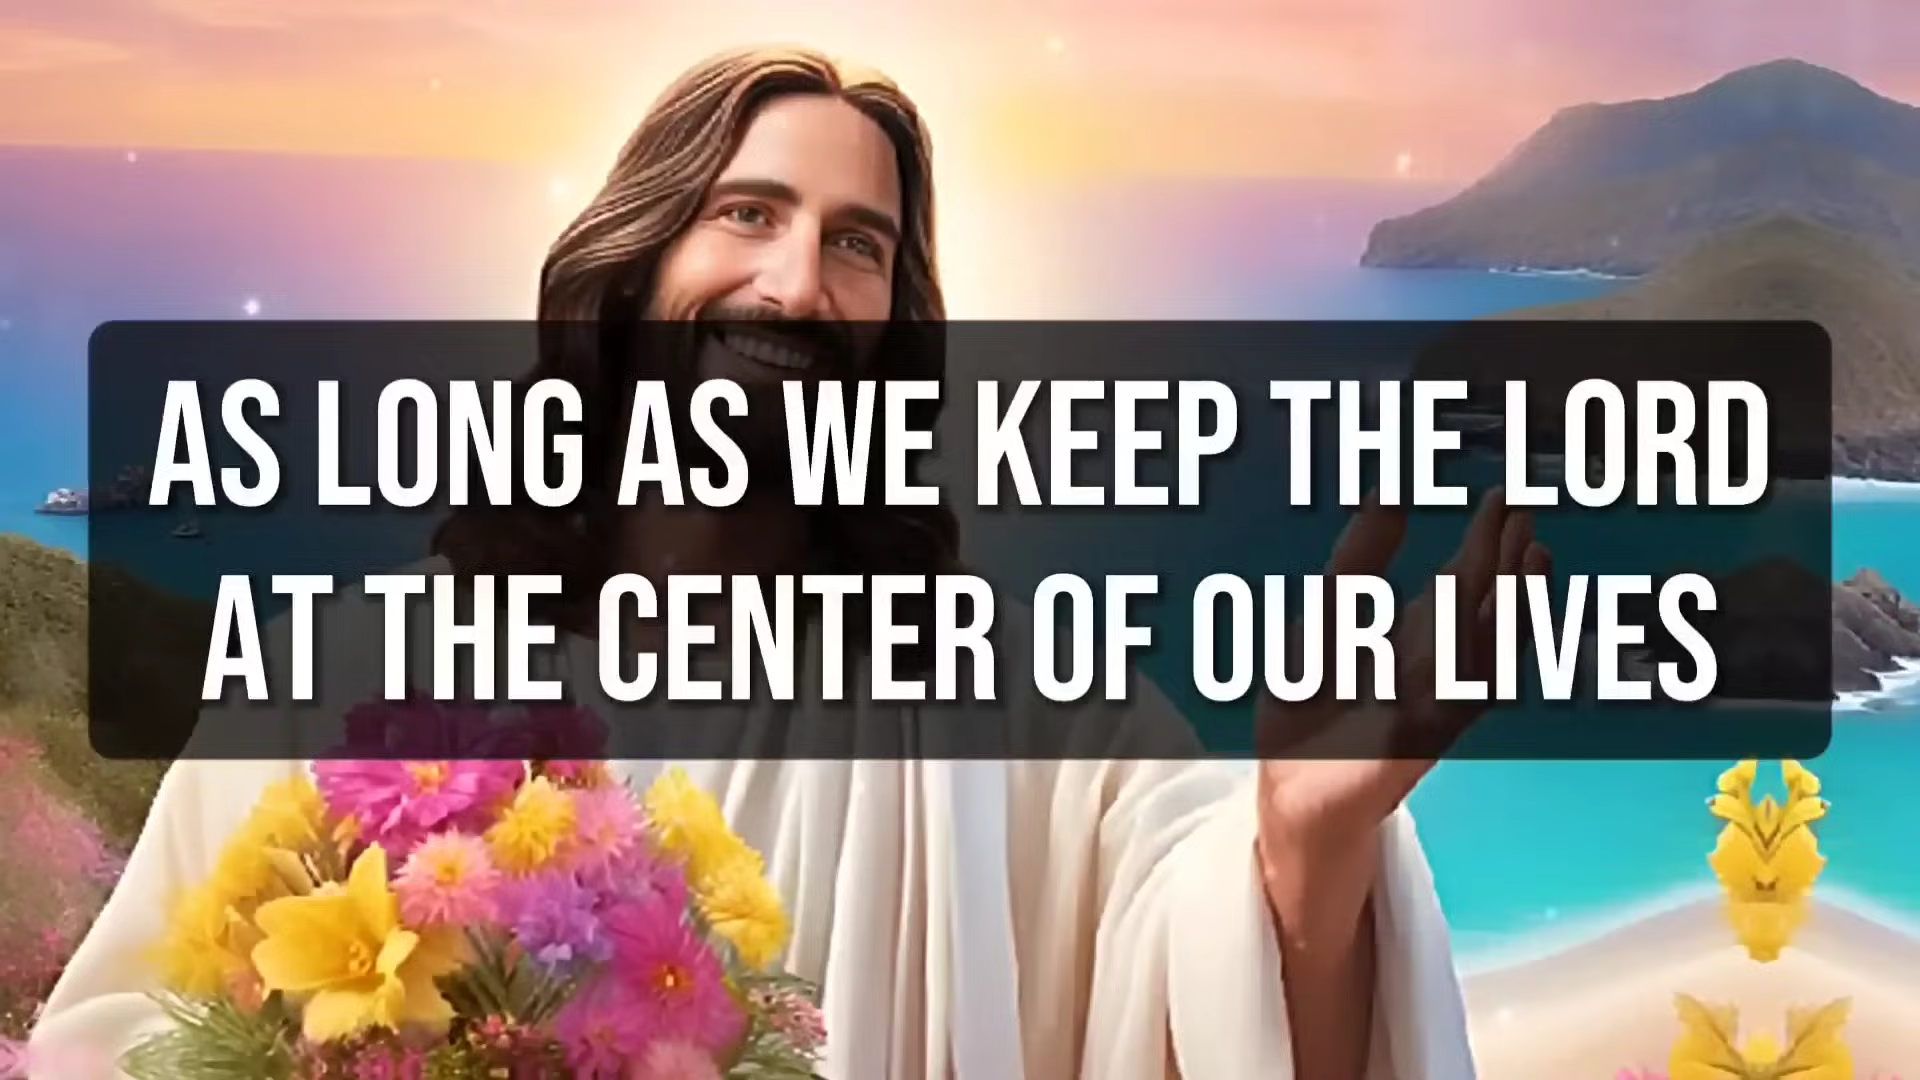 AS LONG AS WE KEEP THE LORD
AT THE CENTER OF OUR LIVES